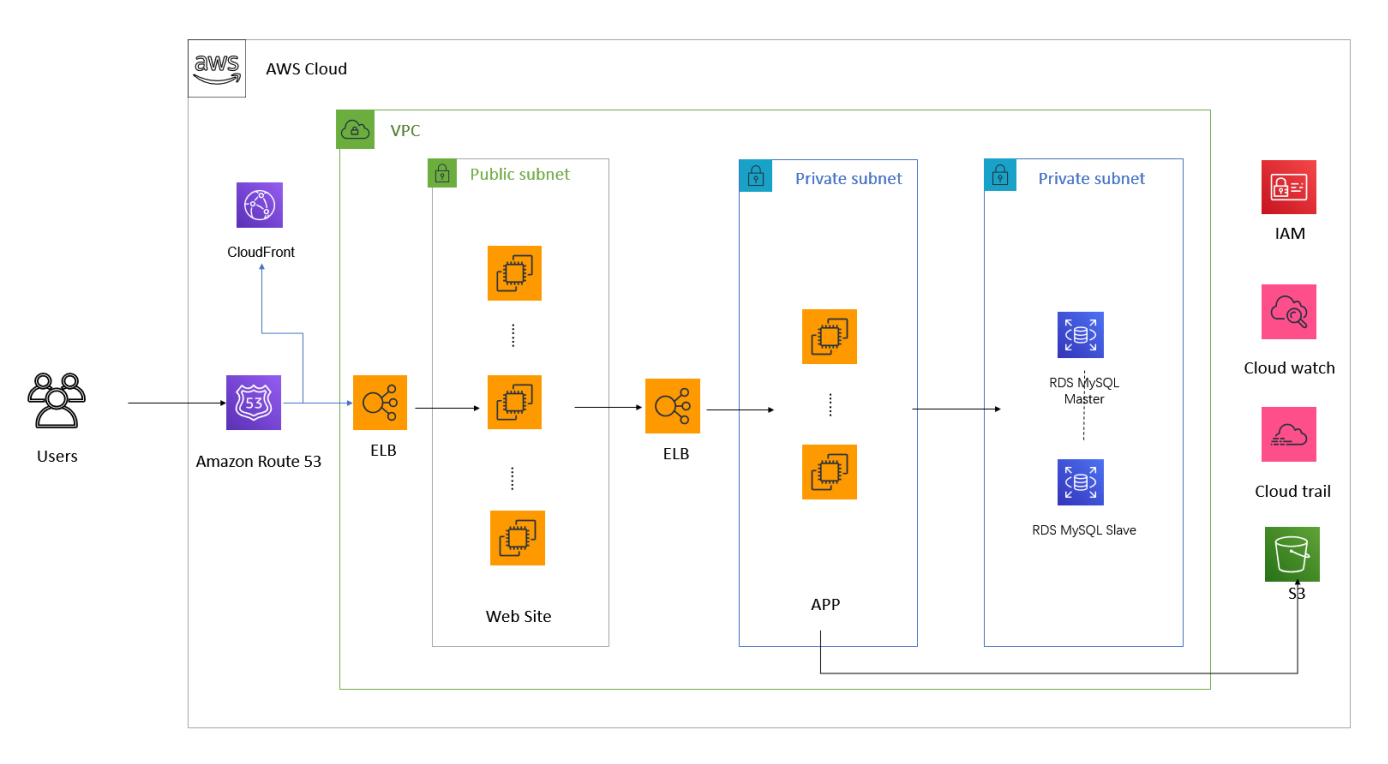 aws
AWS Cloud
VPC
Public subnet
Private subnet
Private subnet
CloudFront
IAM
Cloud watch
RDS MySQL
Master
53
Users
Amazon Route 53
ELB
ELB
Cloud trail
RDS MySQL Slave
S3
Web Site
APP